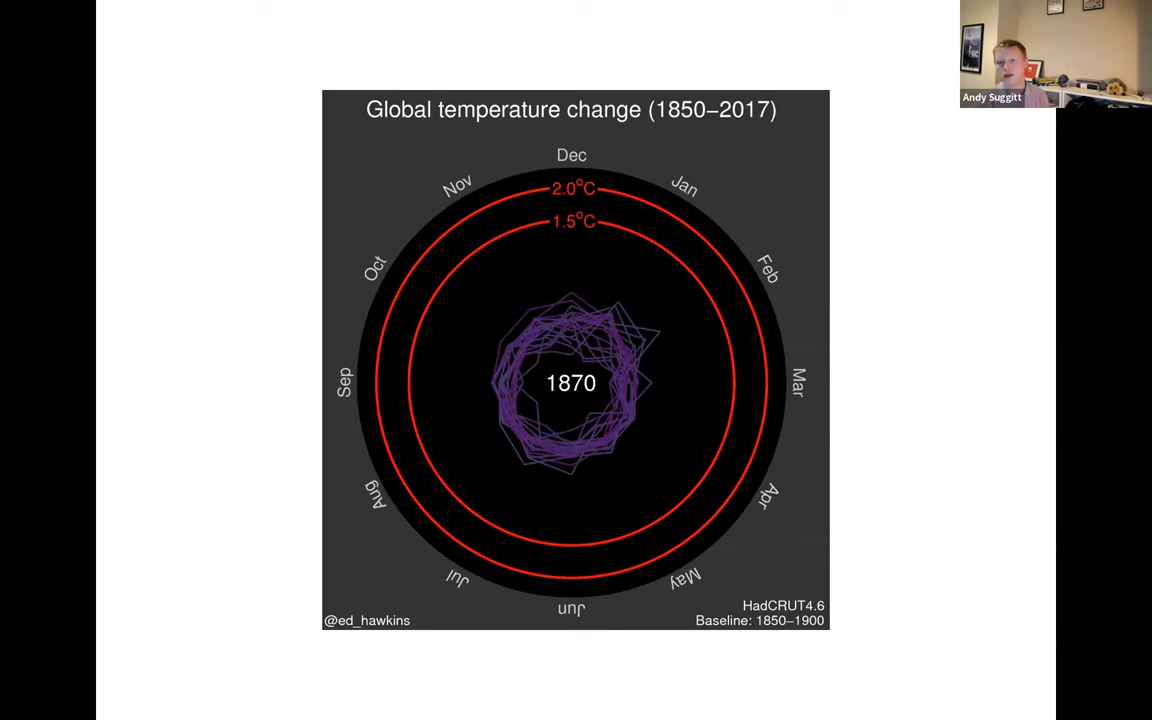 Andy Suggitt
Global temperature change (1850–2017)
Dec
Jan
Feb
Mar
Apr
May
Jun
Jul
Aug
Sep
Oct
Nov
2.0°C
1.5°C
1870
@ed_hawkins
HadCRUT4.6
Baseline: 1850–1900